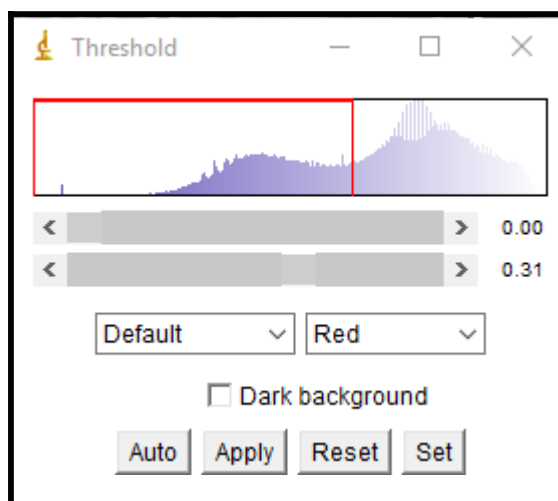 Threshold
0.00
0.31
Default Red
Dark background
Auto Apply Reset Set